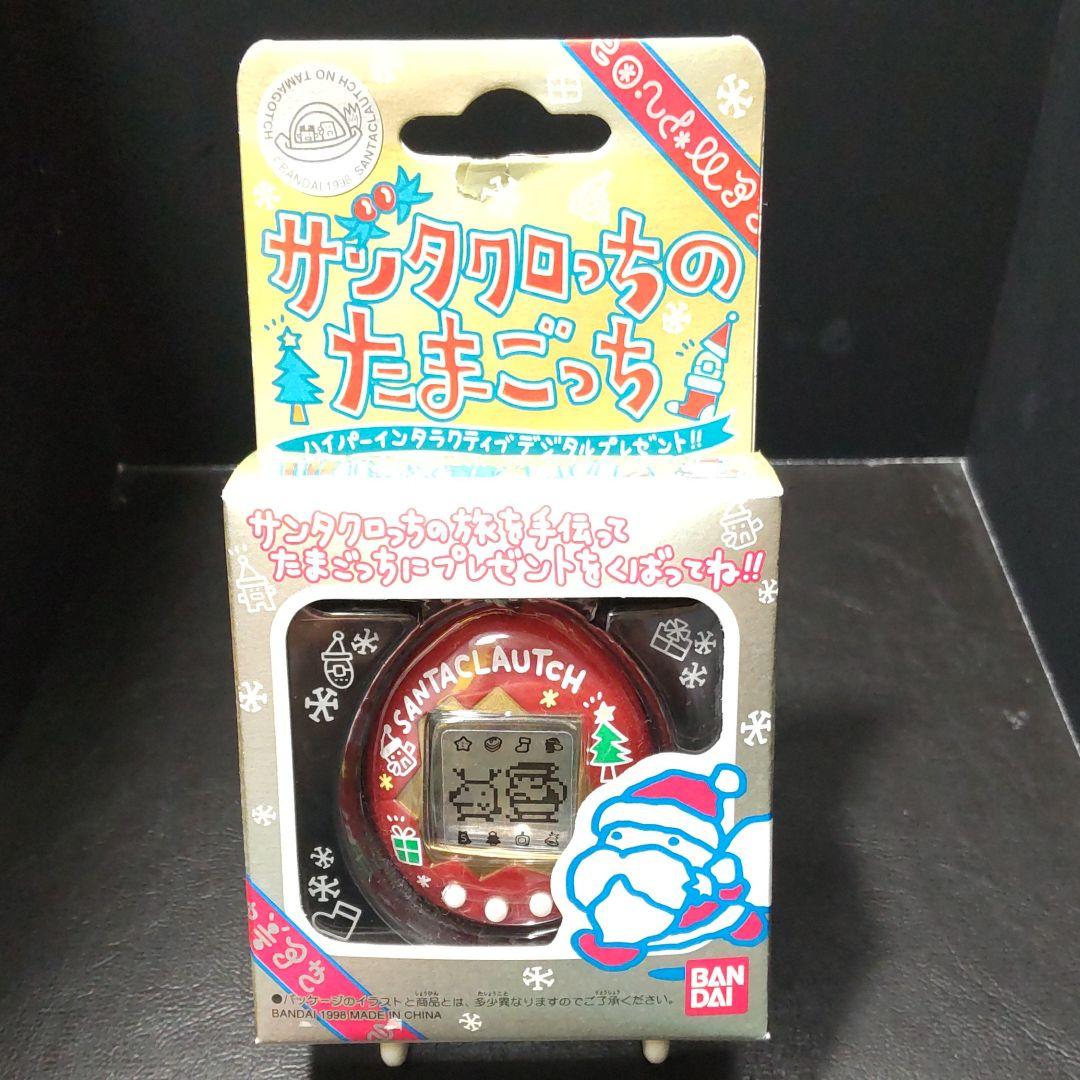 SANTACLAUTCH NO TAMAGOTCH
©BANDAI 1998
サンタクロっちの
たまごっち
ハイパーインタラクティブデジタルプレゼント!!
サンタクロっちの旅を手伝って
たまごっちにプレゼントをくばってね!!
SANTACLAUTCH
BAN
DAI
●パッケージのイラストと商品とは、多少異なりますのでご了承ください。
BANDAI 1998 MADE IN CHINA